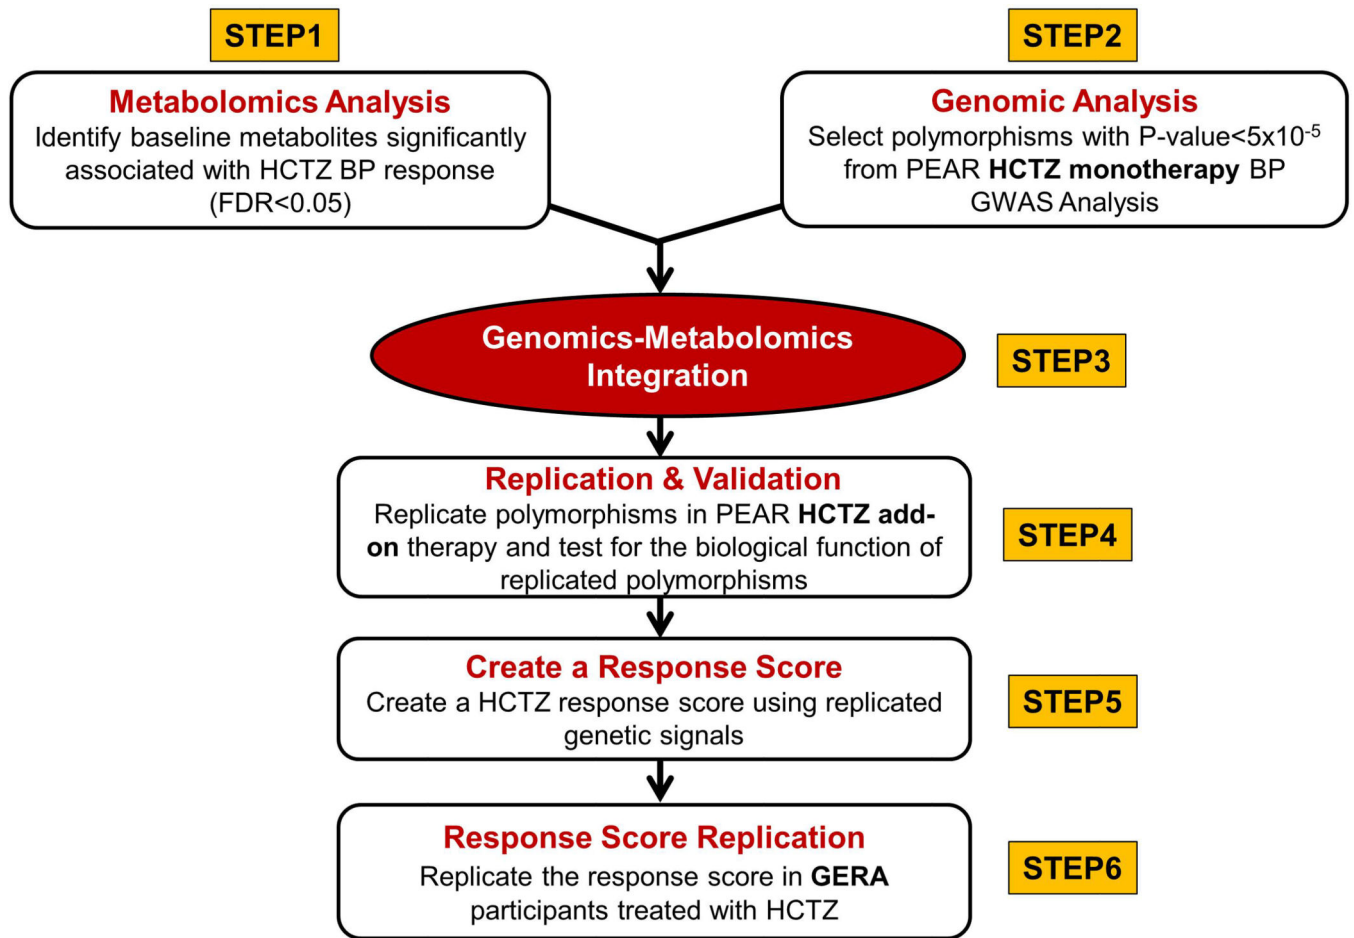 STEP1
Metabolomics Analysis
Identify baseline metabolites significantly
associated with HCTZ BP response
(FDR<0.05)
STEP2
Genomic Analysis
Select polymorphisms with P-value<5x10⁻⁵
from PEAR HCTZ monotherapy BP
GWAS Analysis
Genomics-Metabolomics
Integration
STEP3
Replication & Validation
Replicate polymorphisms in PEAR HCTZ add-
on therapy and test for the biological function of
replicated polymorphisms
STEP4
Create a Response Score
Create a HCTZ response score using replicated
genetic signals
STEP5
Response Score Replication
Replicate the response score in GERA
participants treated with HCTZ
STEP6